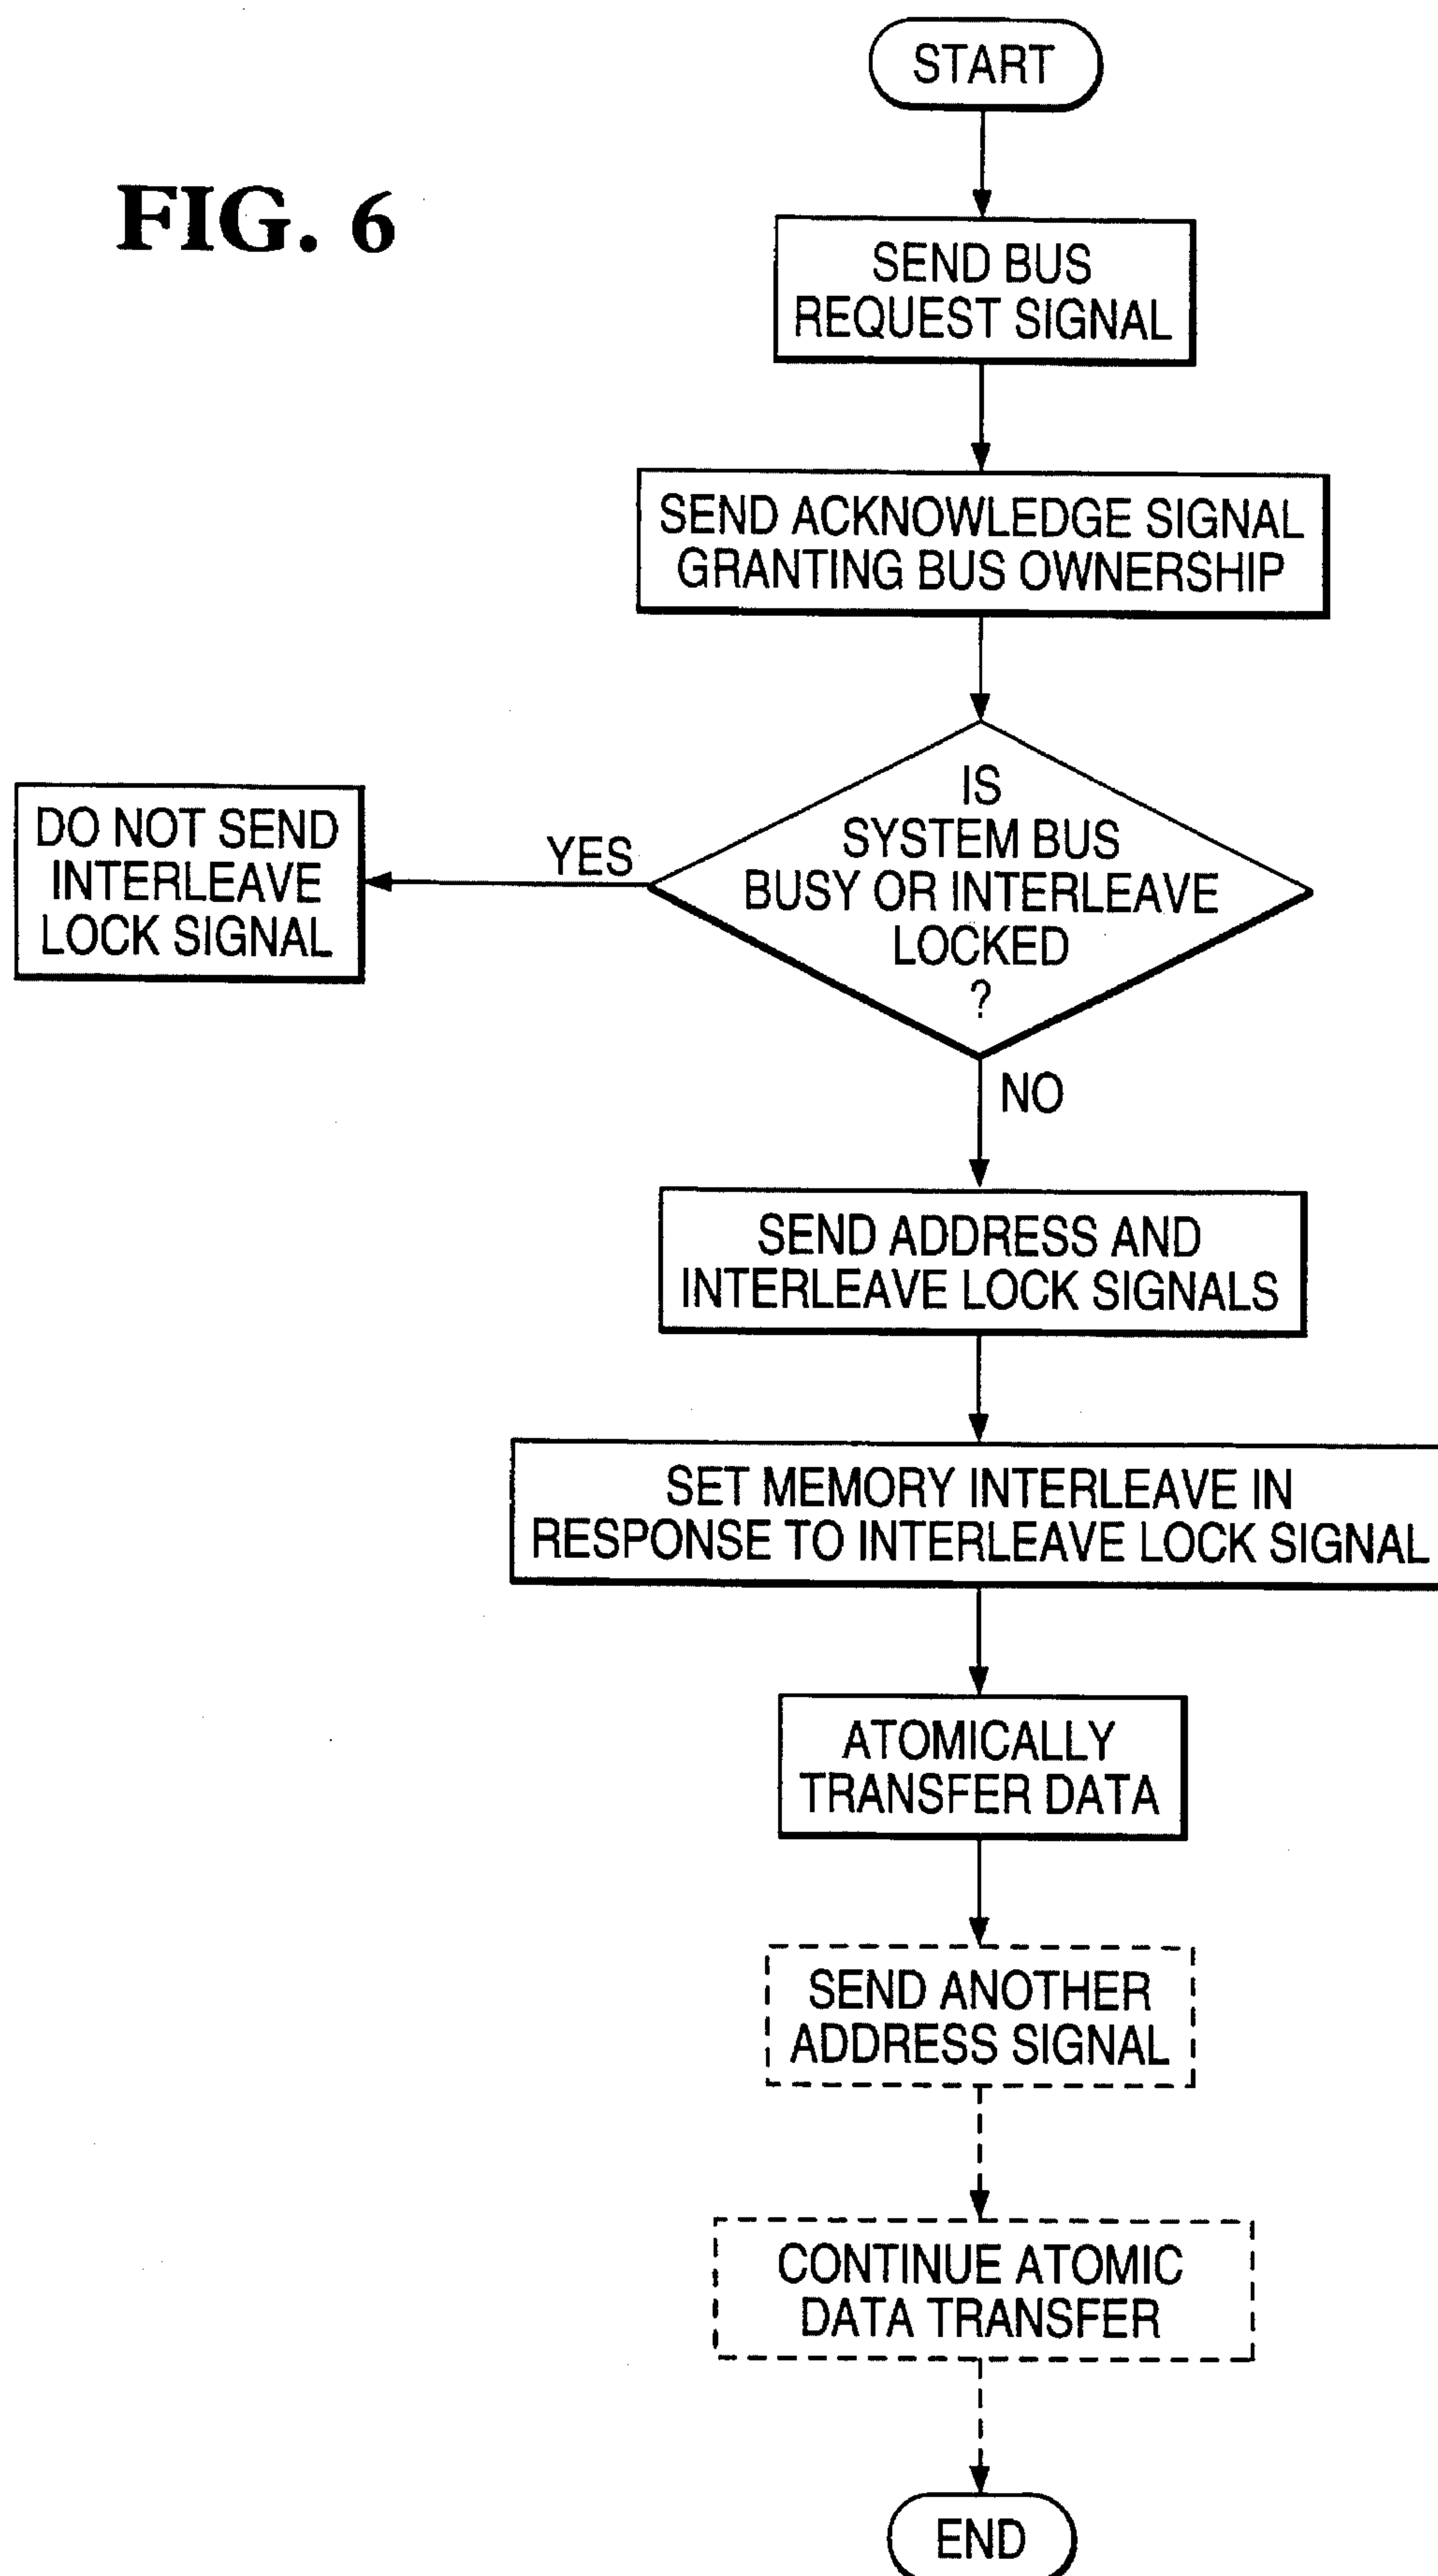 START
FIG. 6
SEND BUS
REQUEST SIGNAL
SEND ACKNOWLEDGE SIGNAL
GRANTING BUS OWNERSHIP
IS
SYSTEM BUS
BUSY OR INTERLEAVE
LOCKED
?
YES
DO NOT SEND
INTERLEAVE
LOCK SIGNAL
NO
SEND ADDRESS AND
INTERLEAVE LOCK SIGNALS
SET MEMORY INTERLEAVE IN
RESPONSE TO INTERLEAVE LOCK SIGNAL
ATOMICALLY
TRANSFER DATA
SEND ANOTHER
ADDRESS SIGNAL
CONTINUE ATOMIC
DATA TRANSFER
END